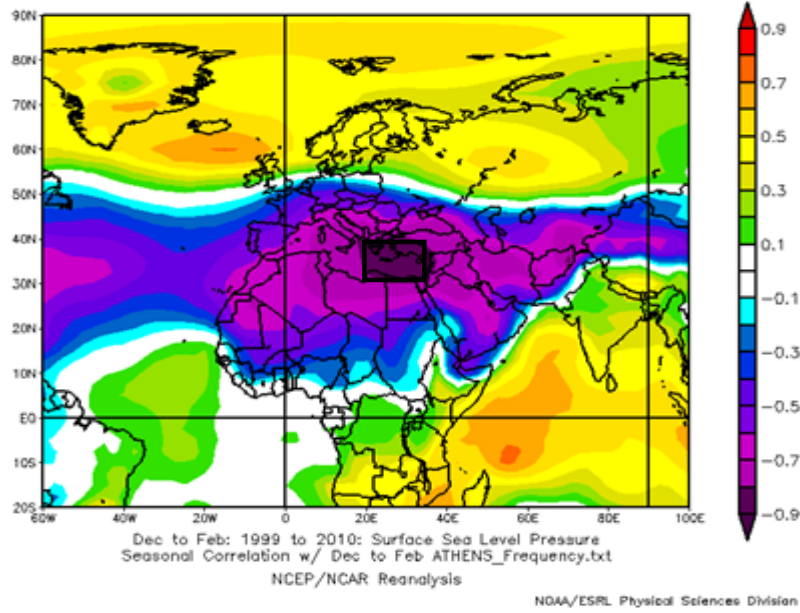 90N
80N
70N
60N
50N
40N
30N
20N
10N
E0
10S
20S
60W 40W 20W 0 20E 40E 60E 80E 100E
0.9
0.7
0.5
0.3
0.1
-0.1
-0.3
-0.5
-0.7
-0.9
Dec to Feb: 1999 to 2010: Surface Sea Level Pressure
Seasonal Correlation w/ Dec to Feb ATHENS_Frequency.txt
NCEP/NCAR Reanalysis
NOAA/ESRL Physical Sciences Division